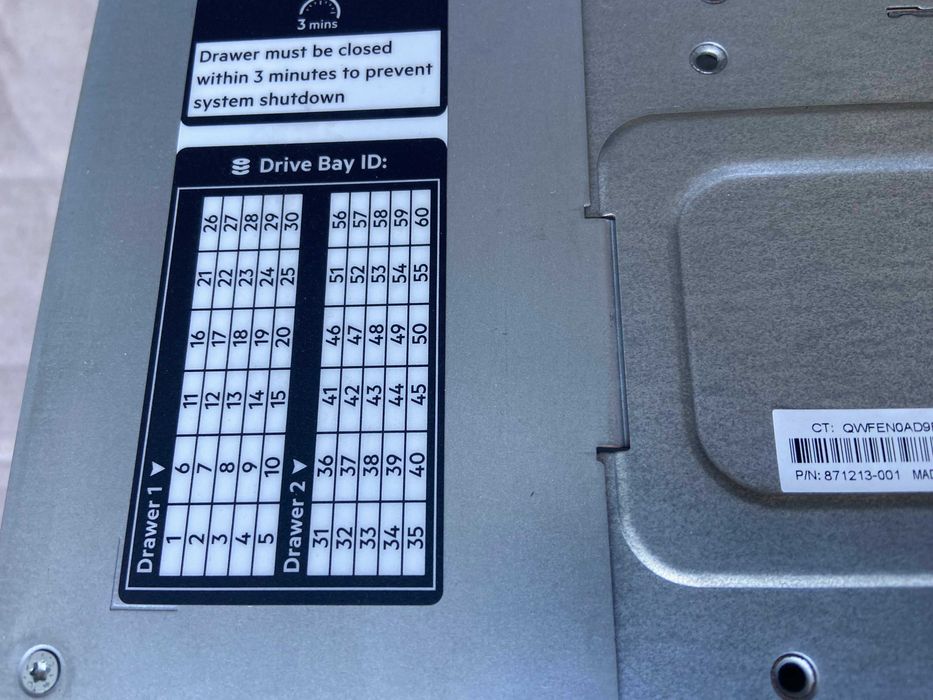 3 mins
Drawer must be closed
within 3 minutes to prevent
system shutdown
Drive Bay ID:
Drawer 1
1 6 11 16 21 26
2 7 12 17 22 27
3 8 13 18 23 28
4 9 14 19 24 29
5 10 15 20 25 30
Drawer 2
31 36 41 46 51 56
32 37 42 47 52 57
33 38 43 48 53 58
34 39 44 49 54 59
35 40 45 50 55 60
CT: QWFEN0AD9
P/N: 871213-001 MAD